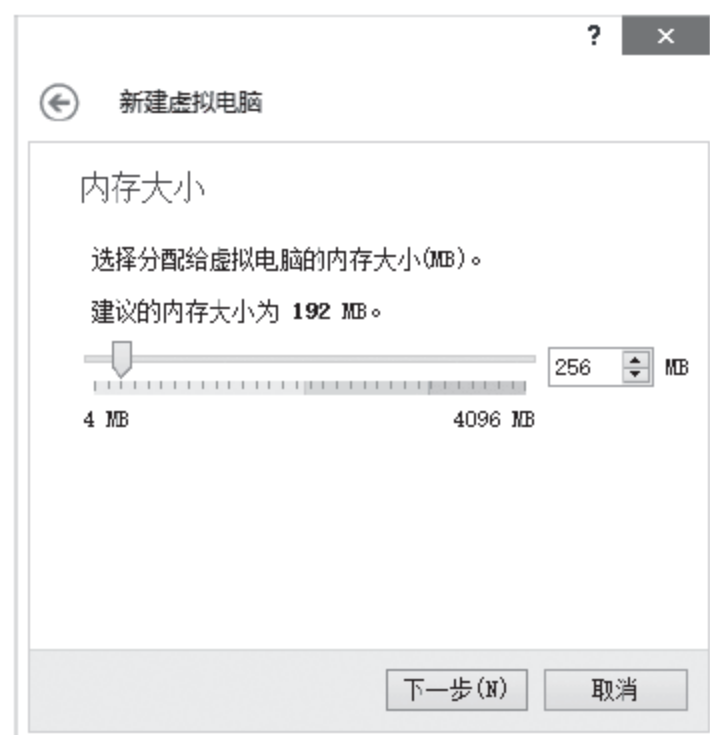 ?
×
新建虚拟电脑
内存大小
选择分配给虚拟电脑的内存大小(MB)。
建议的内存大小为 192 MB。
256 MB
4 MB 4096 MB
下一步(N) 取消